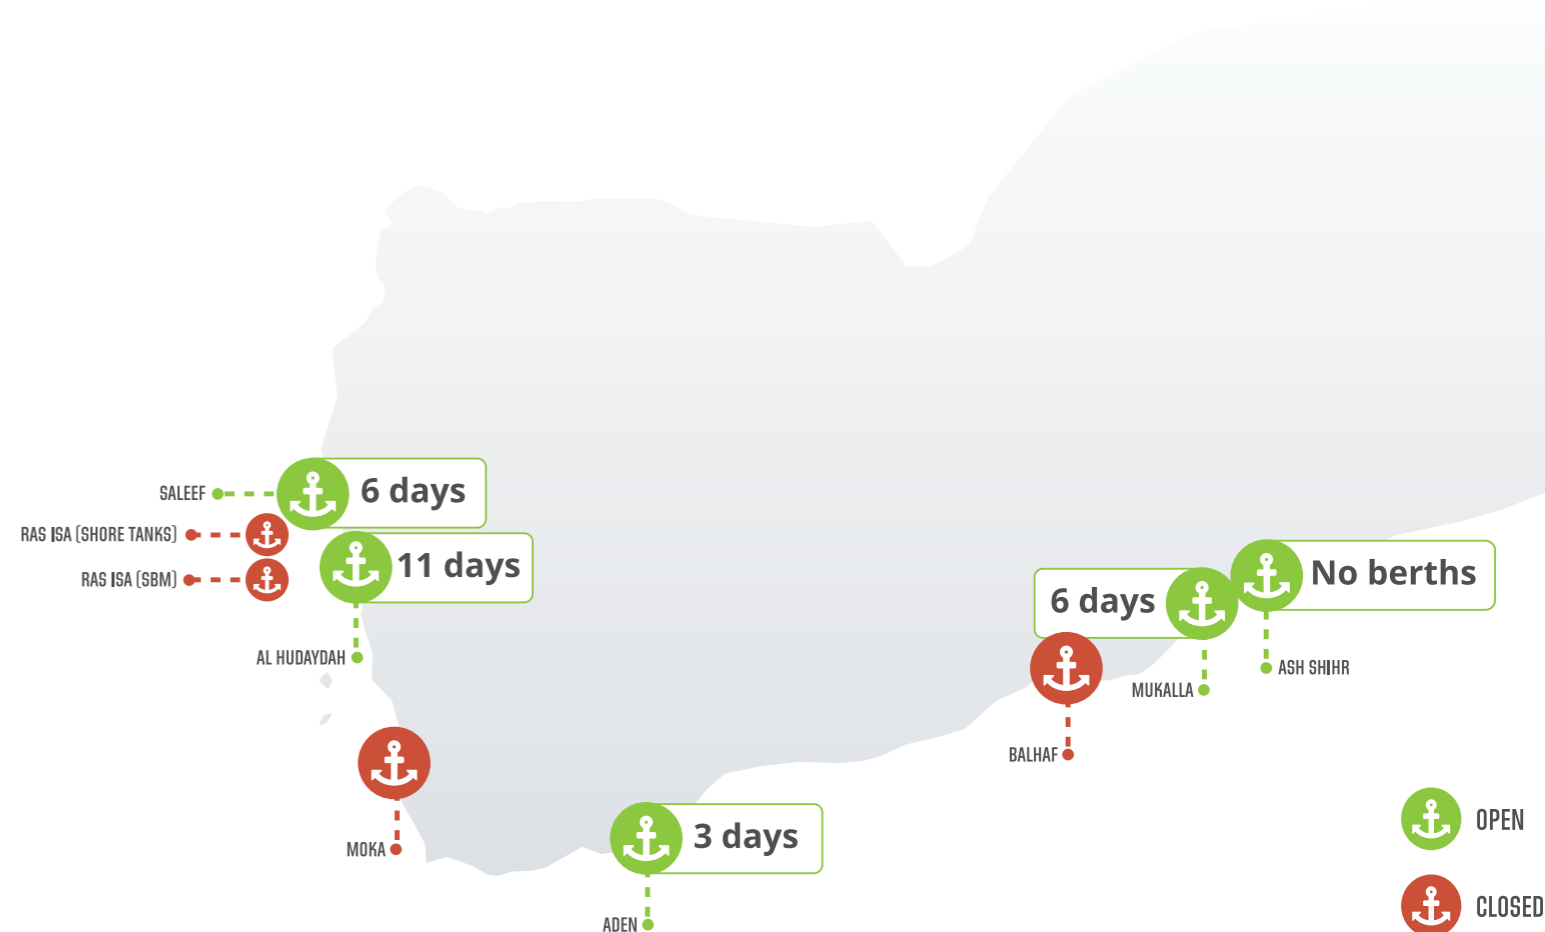 SALEEF
6 days
RAS ISA (SHORE TANKS)
RAS ISA (SBM)
11 days
AL HUDAYDAH
MOKA
3 days
ADEN
6 days
No berths
BALHAF
MUKALLA
ASH SHIHR
OPEN
CLOSED